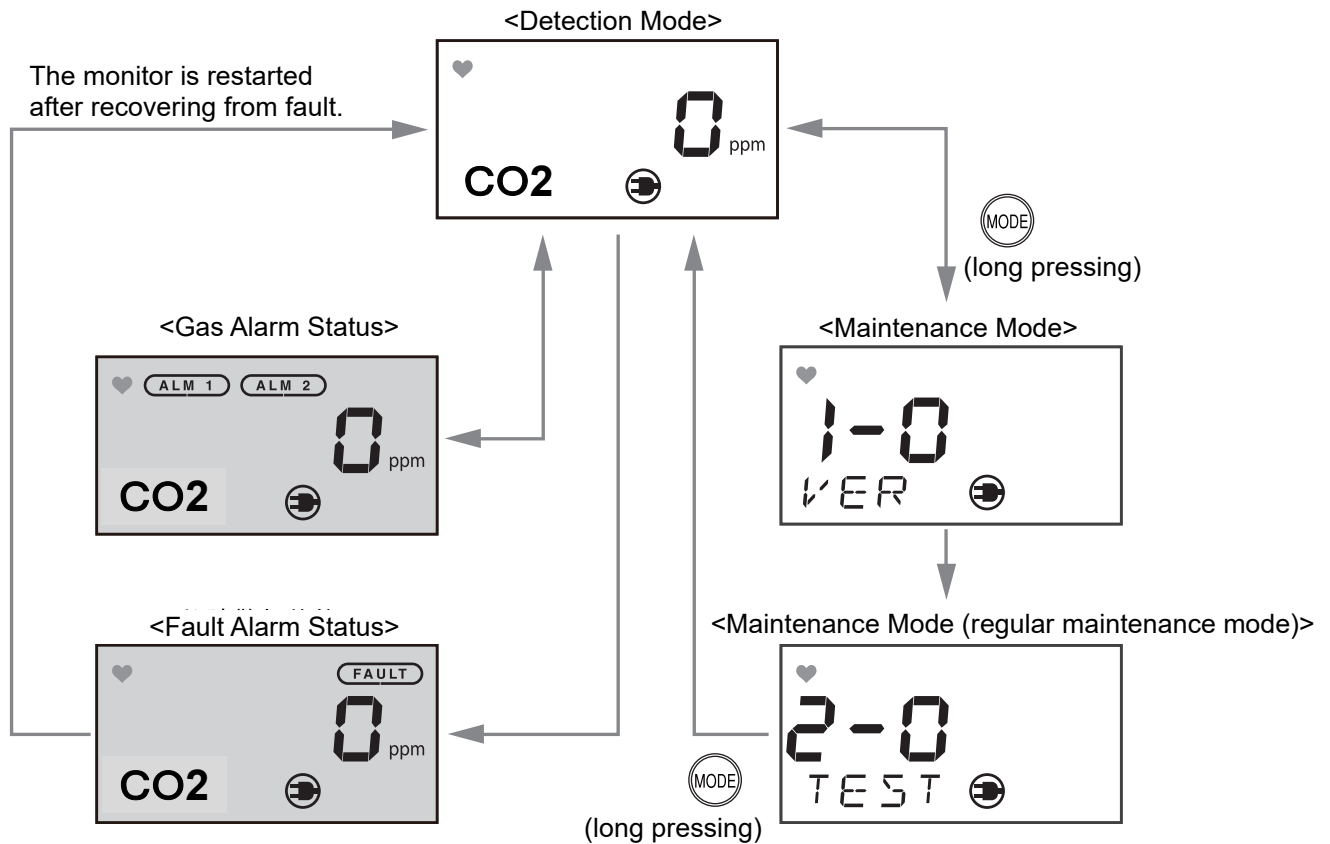 <Detection Mode>
The monitor is restarted
after recovering from fault.
0 ppm
CO2
MODE
(long pressing)
<Gas Alarm Status>
ALM 1 ALM 2
0 ppm
CO2
<Maintenance Mode>
1-0
VER
<Fault Alarm Status>
FAULT
0 ppm
CO2
<Maintenance Mode (regular maintenance mode)>
2-0
TEST
MODE
(long pressing)